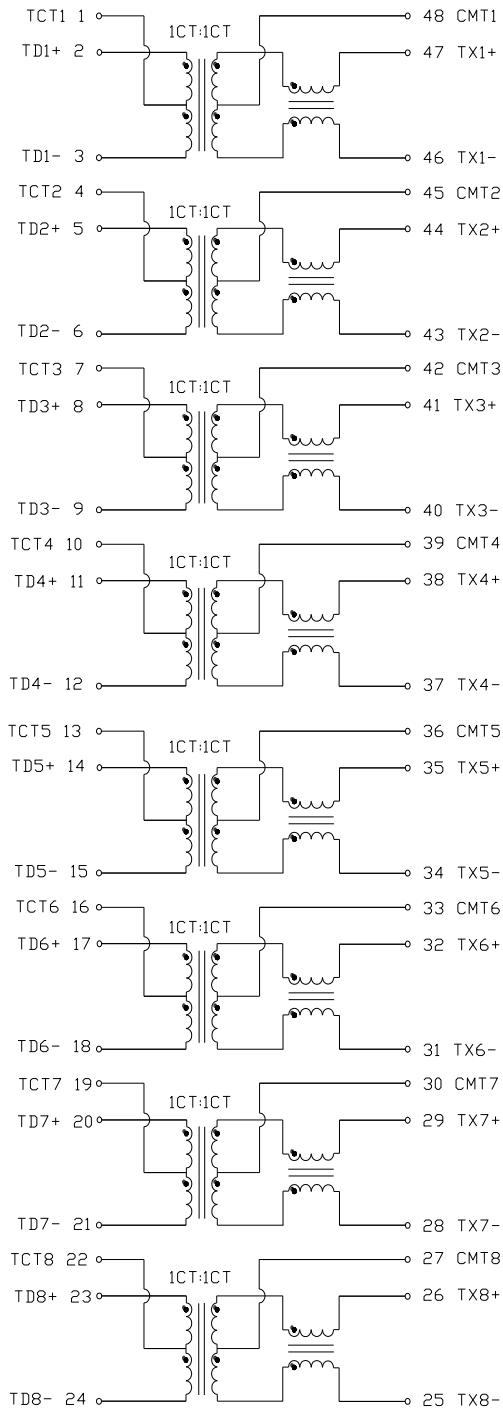 TCT1 1 48 CMT1
1CT:1CT
TD1+ 2 47 TX1+
TD1- 3 46 TX1-
TCT2 4 45 CMT2
1CT:1CT
TD2+ 5 44 TX2+
TD2- 6 43 TX2-
TCT3 7 42 CMT3
1CT:1CT
TD3+ 8 41 TX3+
TD3- 9 40 TX3-
TCT4 10 39 CMT4
1CT:1CT
TD4+ 11 38 TX4+
TD4- 12 37 TX4-
TCT5 13 36 CMT5
1CT:1CT
TD5+ 14 35 TX5+
TD5- 15 34 TX5-
TCT6 16 33 CMT6
1CT:1CT
TD6+ 17 32 TX6+
TD6- 18 31 TX6-
TCT7 19 30 CMT7
1CT:1CT
TD7+ 20 29 TX7+
TD7- 21 28 TX7-
TCT8 22 27 CMT8
1CT:1CT
TD8+ 23 26 TX8+
TD8- 24 25 TX8-